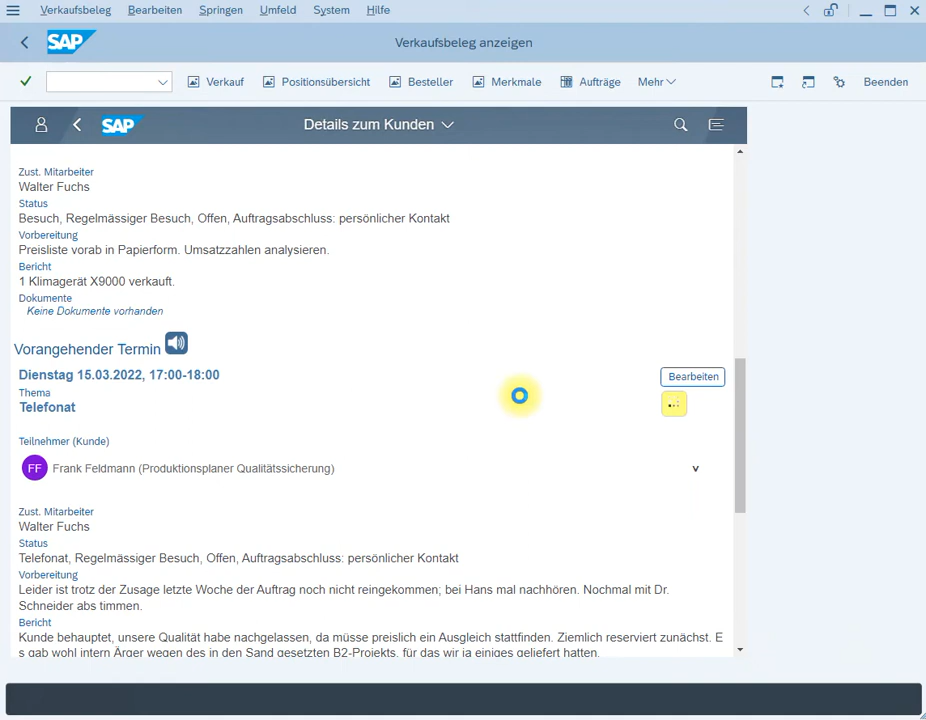 Verkaufsbeleg Bearbeiten Springen Umfeld System Hilfe
SAP Verkaufsbeleg anzeigen
Verkauf Positionsübersicht Besteller Merkmale Aufträge Mehr Beenden
SAP Details zum Kunden
Zust. Mitarbeiter
Walter Fuchs
Status
Besuch, Regelmässiger Besuch, Offen, Auftragsabschluss: persönlicher Kontakt
Vorbereitung
Preisliste vorab in Papierform. Umsatzzahlen analysieren.
Bericht
1 Klimagerät X9000 verkauft.
Dokumente
Keine Dokumente vorhanden
Vorangehender Termin
Dienstag 15.03.2022, 17:00-18:00 Bearbeiten
Thema
Telefonat
Teilnehmer (Kunde)
FF Frank Feldmann (Produktionsplaner Qualitätssicherung) v
Zust. Mitarbeiter
Walter Fuchs
Status
Telefonat, Regelmässiger Besuch, Offen, Auftragsabschluss: persönlicher Kontakt
Vorbereitung
Leider ist trotz der Zusage letzte Woche der Auftrag noch nicht reingekommen; bei Hans mal nachhören. Nochmal mit Dr.
Schneider abs timmen.
Bericht
Kunde behauptet, unsere Qualität habe nachgelassen, da müsse preislich ein Ausgleich stattfinden. Ziemlich reserviert zunächst. E
s gab wohl intern Ärger wegen des in den Sand gesetzten B2-Projekts, für das wir ja einiges geliefert hatten.